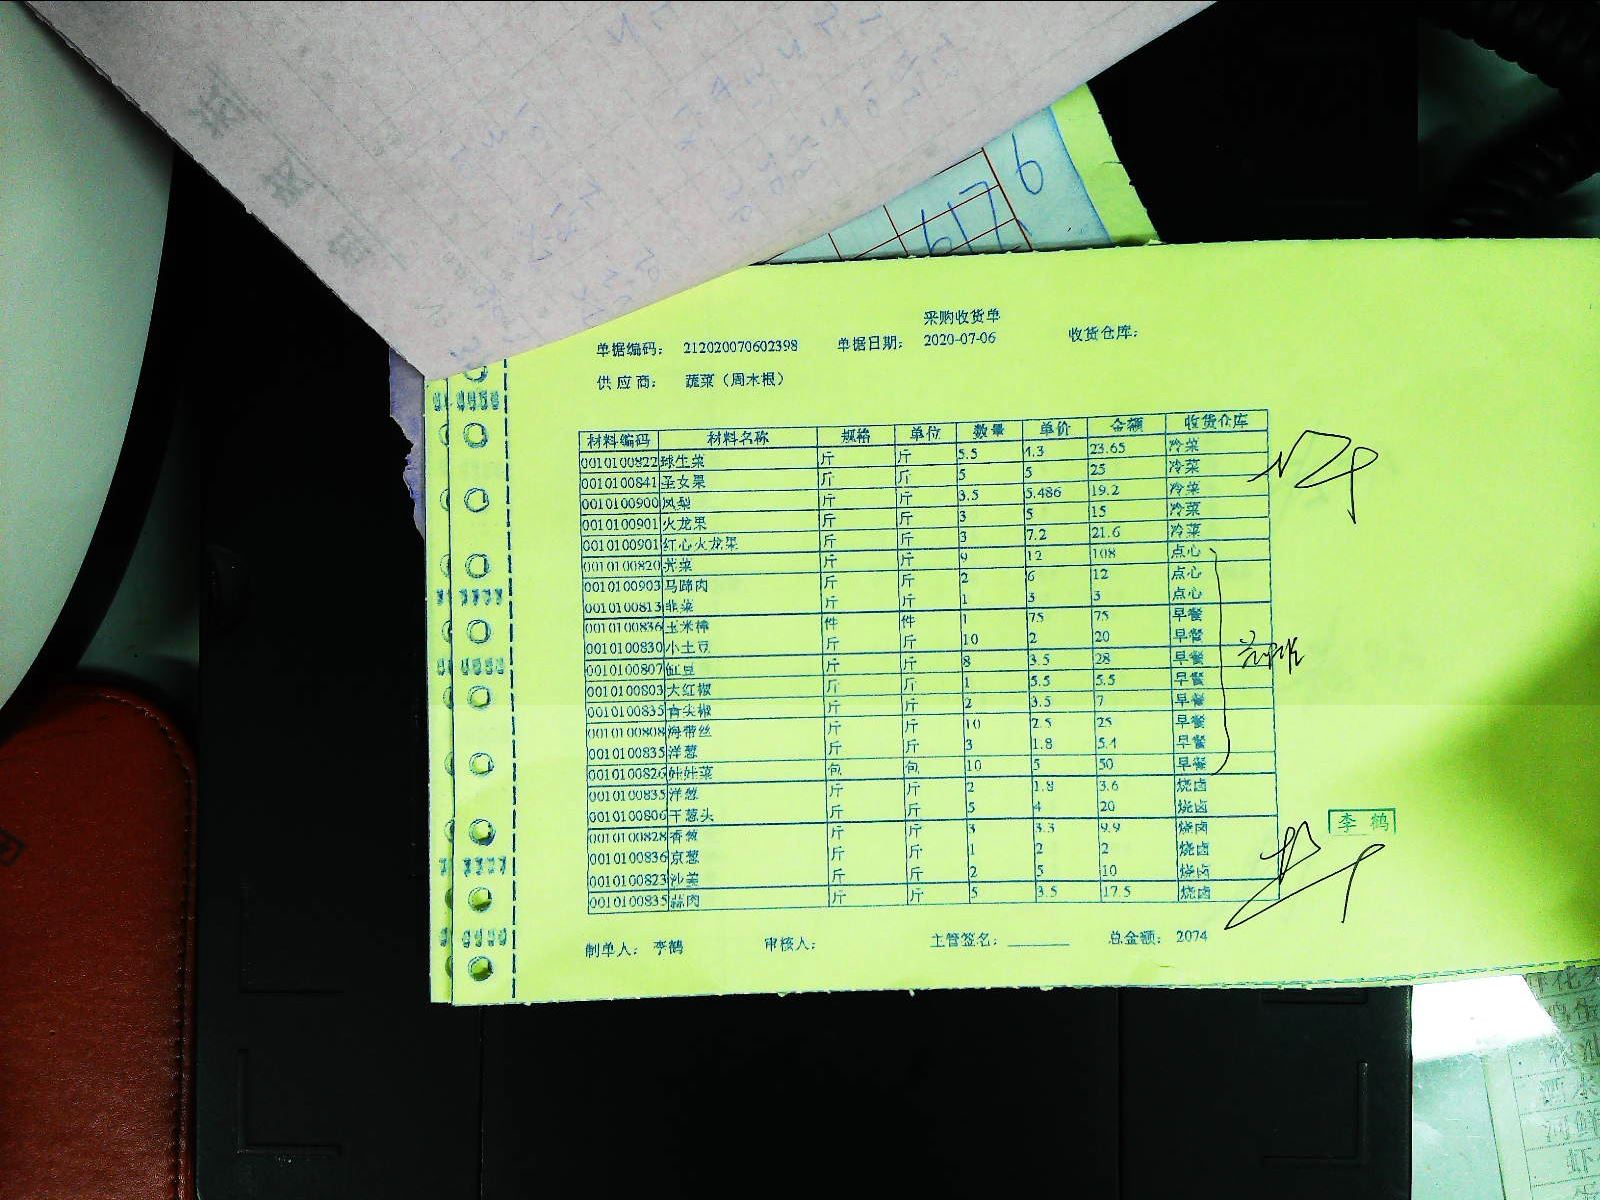 6
617
采购收货单
单据编码： 212020070602398 单据日期： 2020-07-06 收货仓库：
供应商： 蔬菜（周水根）
材料编码 材料名称 规格 单位 数量 单价 金额 收货仓库
0010100822 球生菜 斤 斤 5.5 4.3 23.65 冷菜
0010100841 圣女果 斤 斤 5 5 25 冷菜
0010100900 凤梨 斤 斤 3.5 5.486 19.2 冷菜
0010100901 火龙果 斤 斤 3 5 15 冷菜
0010100901 红心火龙果 斤 斤 3 7.2 21.6 冷菜
0010100820 芥菜 斤 斤 9 12 108 点心
0010100903 马蹄肉 斤 斤 2 6 12 点心
0010100813 韭菜 斤 斤 1 3 3 点心
0010100836 玉米棒 件 件 1 75 75 早餐
0010100830 小土豆 斤 斤 10 2 20 早餐
0010100807 豇豆 斤 斤 8 3.5 28 早餐
0010100803 大红椒 斤 斤 1 5.5 5.5 早餐
0010100835 青尖椒 斤 斤 2 3.5 7 早餐
0010100808 海带丝 斤 斤 10 2.5 25 早餐
0010100835 洋葱 斤 斤 3 1.8 5.4 早餐
0010100826 娃娃菜 包 包 10 5 50 早餐
0010100835 洋葱 斤 斤 2 1.8 3.6 烧卤
0010100806 干葱头 斤 斤 5 4 20 烧卤
0010100828 香葱 斤 斤 3 3.3 9.9 烧卤
0010100836 京葱 斤 斤 1 2 2 烧卤
0010100823 沙姜 斤 斤 2 5 10 烧卤
0010100835 蒜肉 斤 斤 5 3.5 17.5 烧卤
李鹤
制单人： 李鹤 审核人： 主管签名： 总金额： 2074